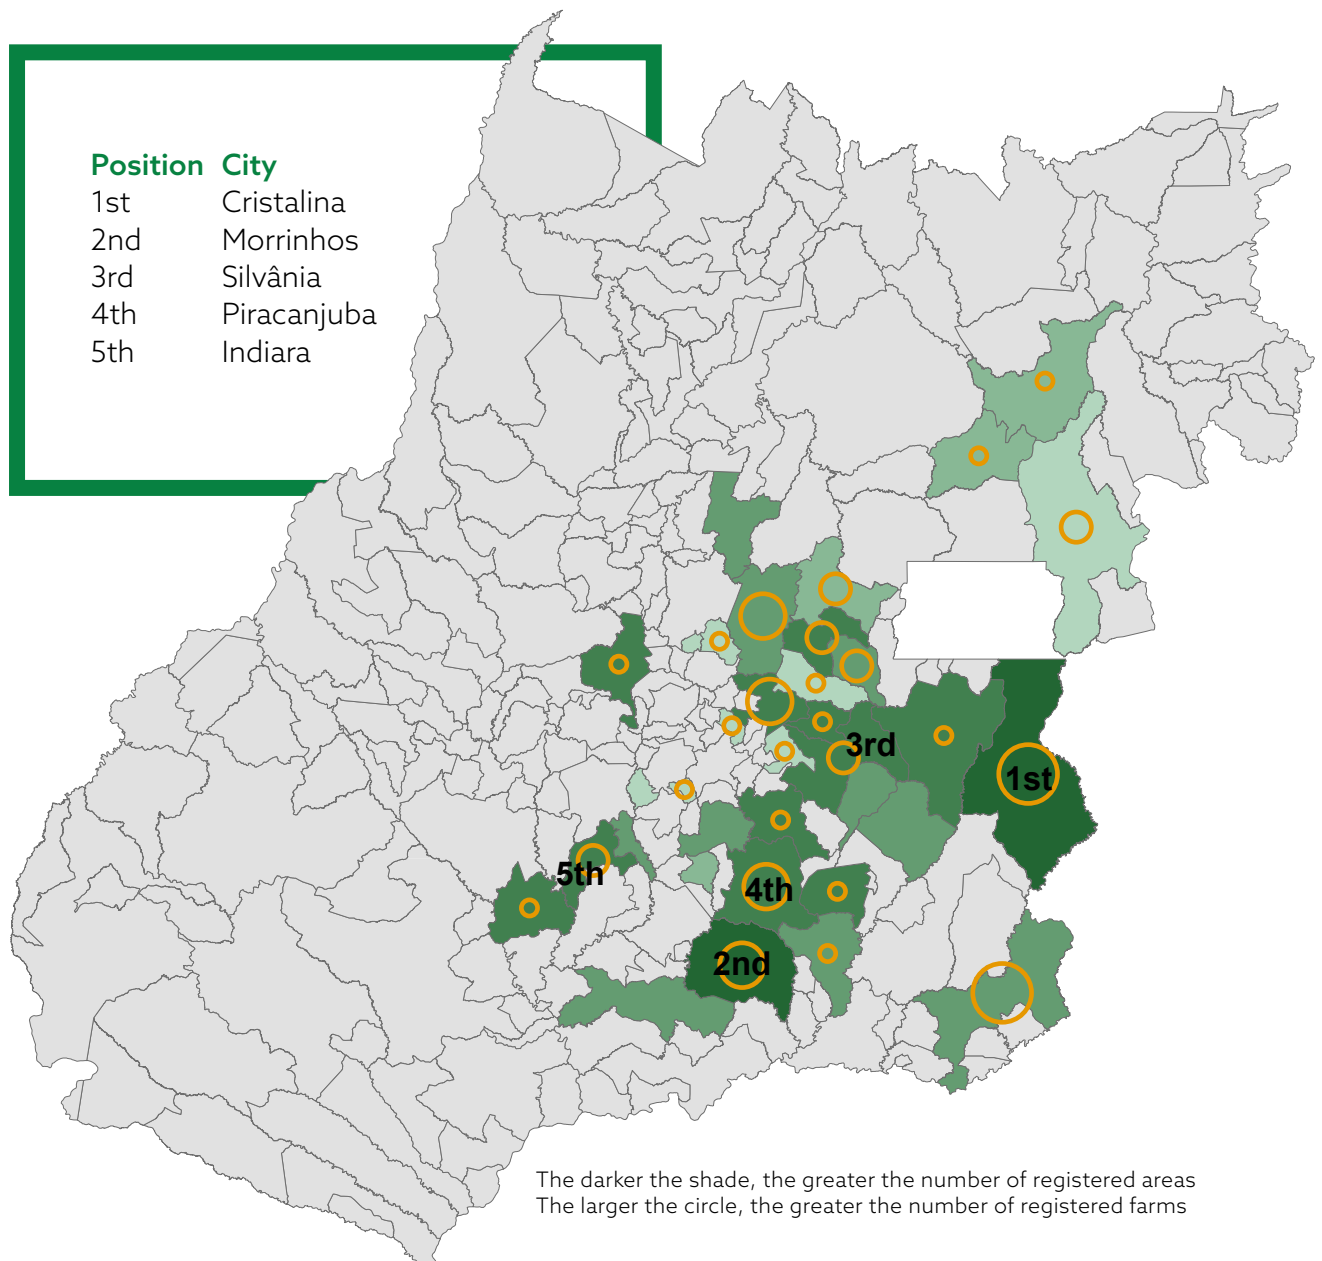 Position City
1st Cristalina
2nd Morrinhos
3rd Silvânia
4th Piracanjuba
5th Indiara
3rd
1st
5th
4th
2nd
The darker the shade, the greater the number of registered areas
The larger the circle, the greater the number of registered farms